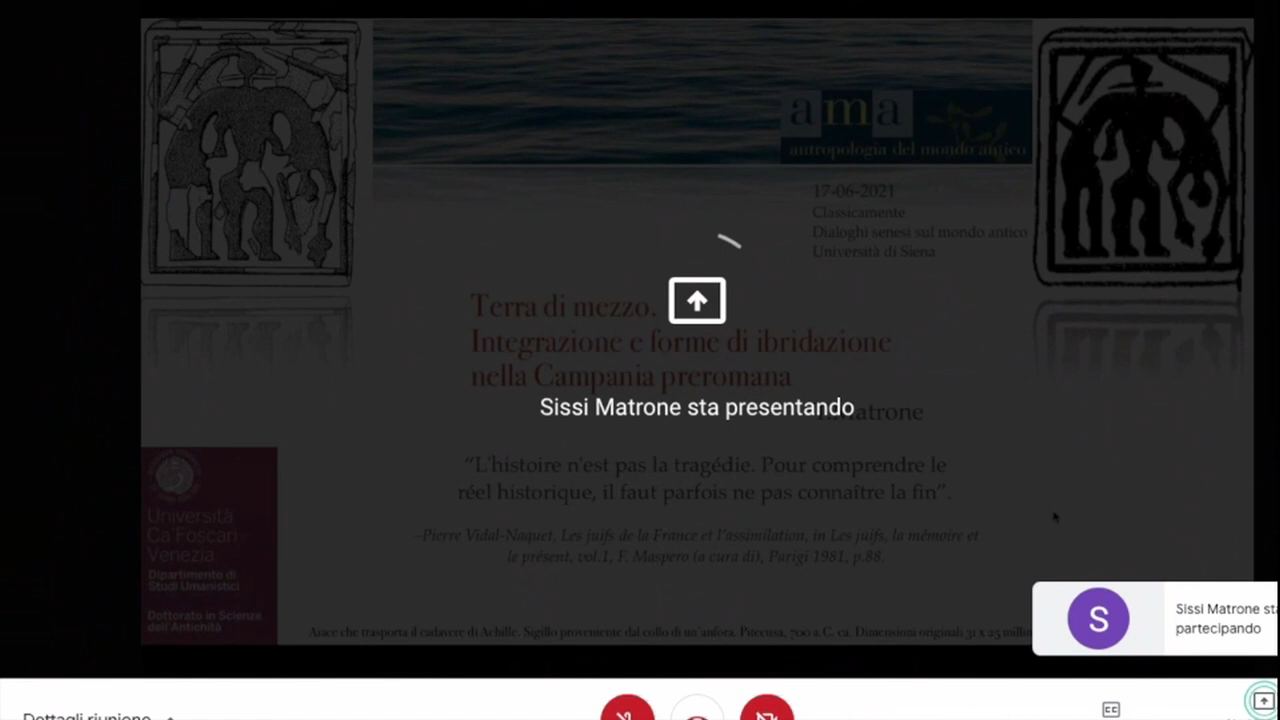 ama
antropologia del mondo antico
17-06-2021
Classicamente
Dialoghi senesi sul mondo antico
Università di Siena
Terra di mezzo.
Integrazione e forme di ibridazione
nella Campania preromana
Sissi Matrone sta presentando
Matrone
"L'histoire n'est pas la tragédie. Pour comprendre le
réel historique, il faut parfois ne pas connaître la fin".
–Pierre Vidal-Naquet, Les juifs de la France et l'assimilation, in Les juifs, la mémoire et
le présent, vol.1, F. Maspero (a cura di), Parigi 1981, p.88.
Università
Ca'Foscari
Venezia
Dipartimento di
Studi Umanistici
Dottorato in Scienze
dell'Antichità
Aiace che trasporta il cadavere di Achille. Sigillo proveniente dal collo di un'anfora. Pitecusa, 700 a.C. ca. Dimensioni originali 31 x 25 millim
S
Sissi Matrone sta
partecipando
Dettagli riunione
CC